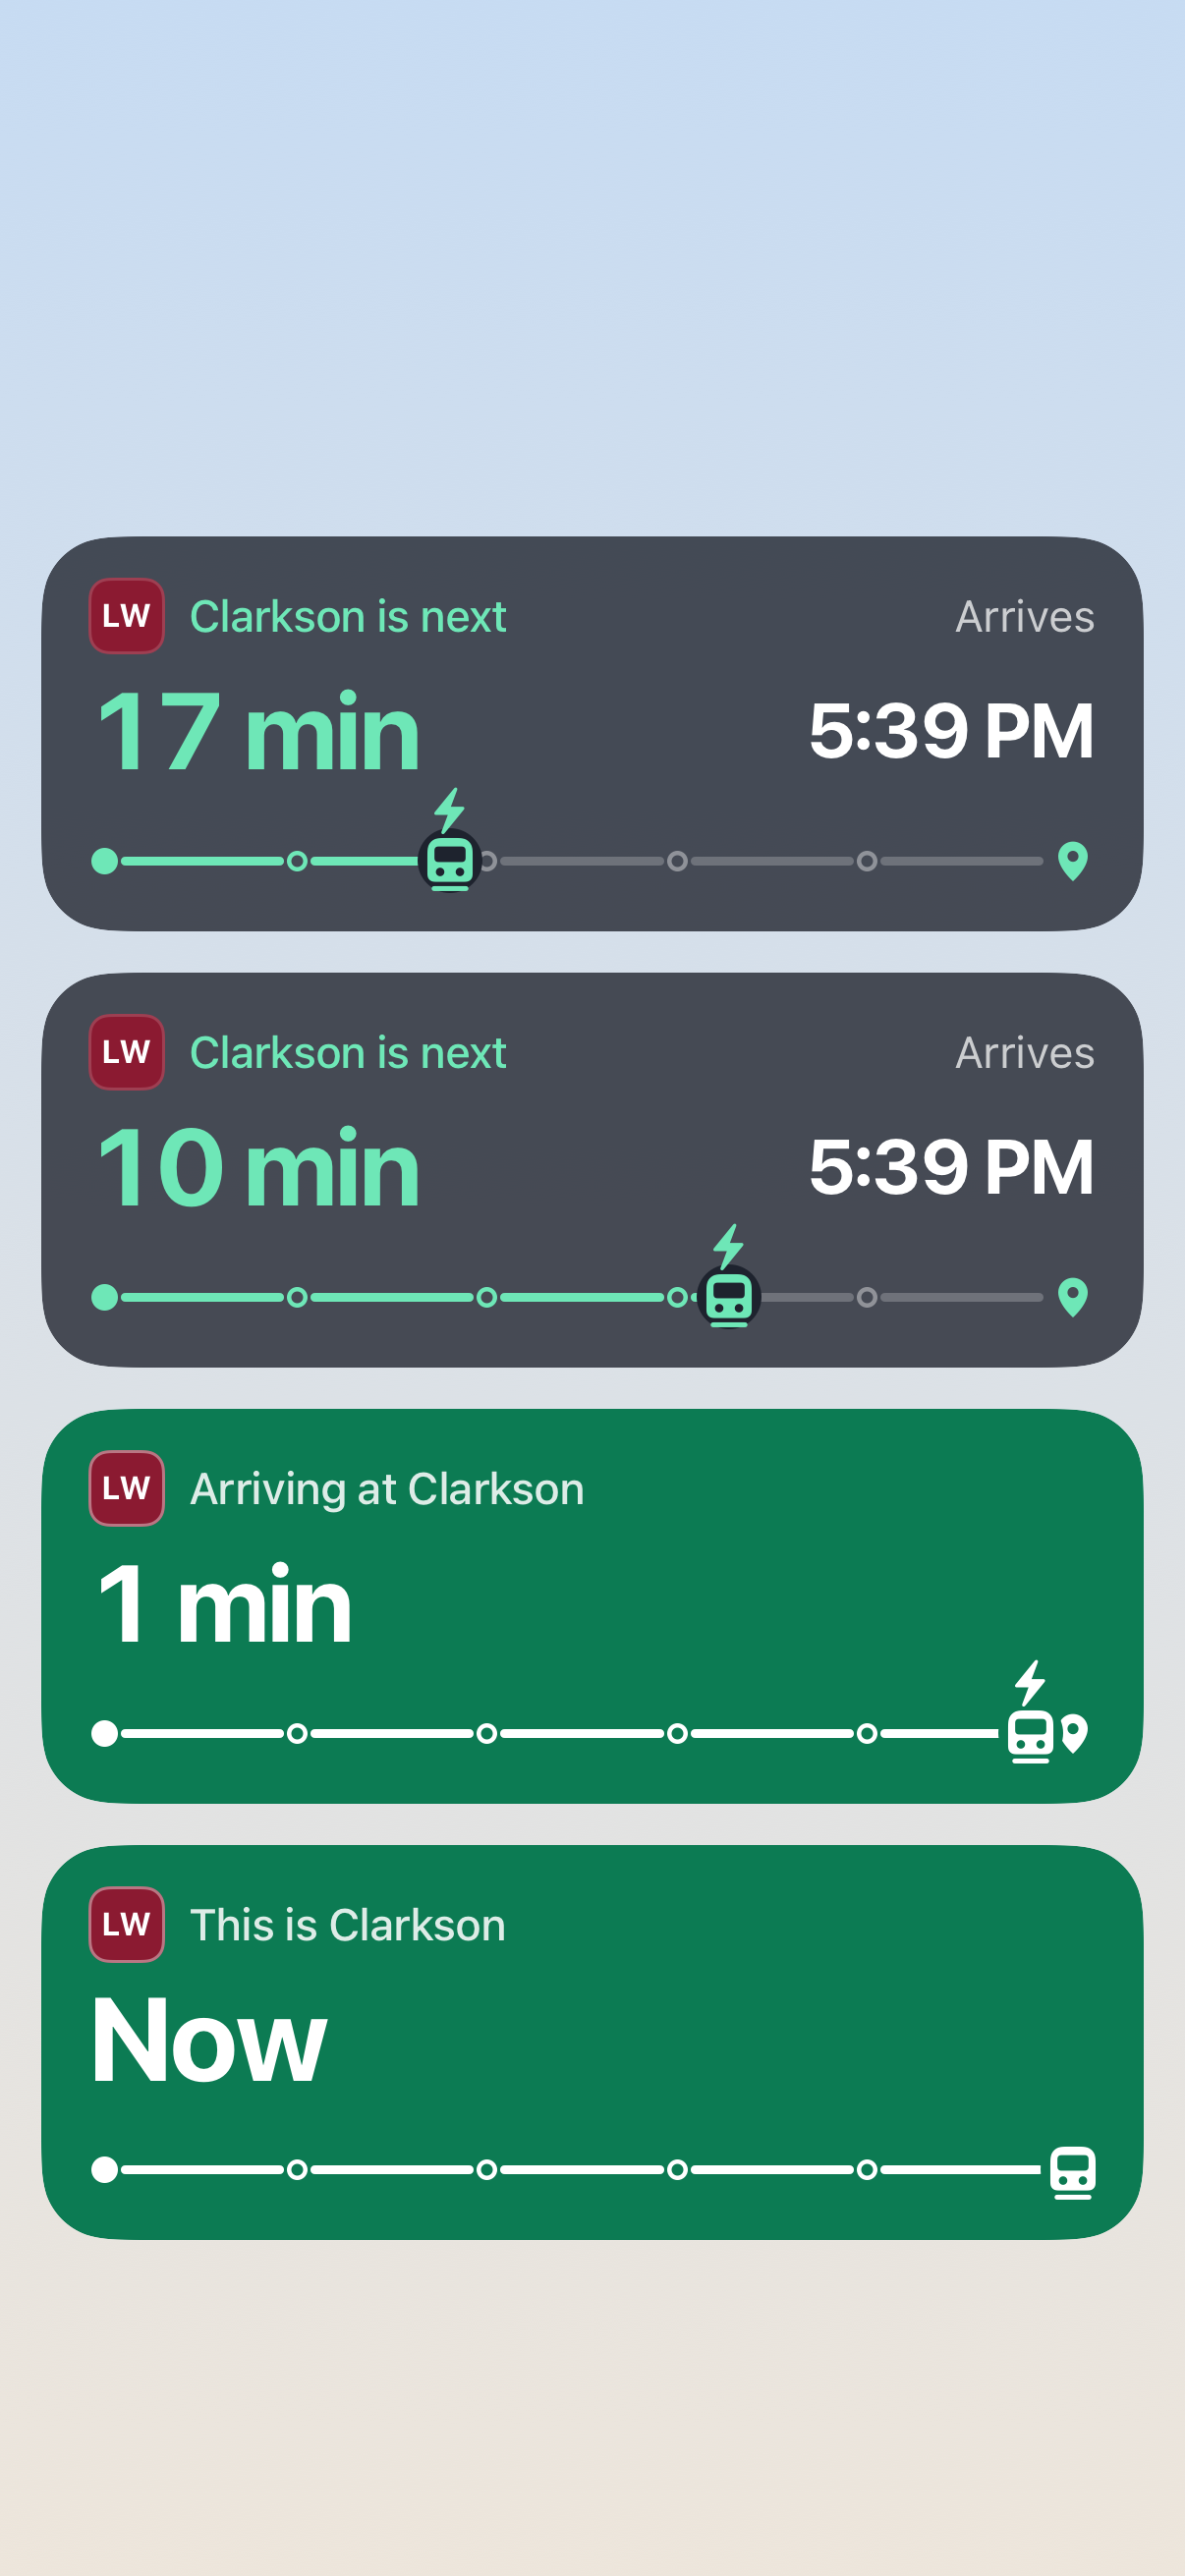 LW Clarkson is next Arrives
17 min 5:39 PM
LW Clarkson is next Arrives
10 min 5:39 PM
LW Arriving at Clarkson
1 min
LW This is Clarkson
Now